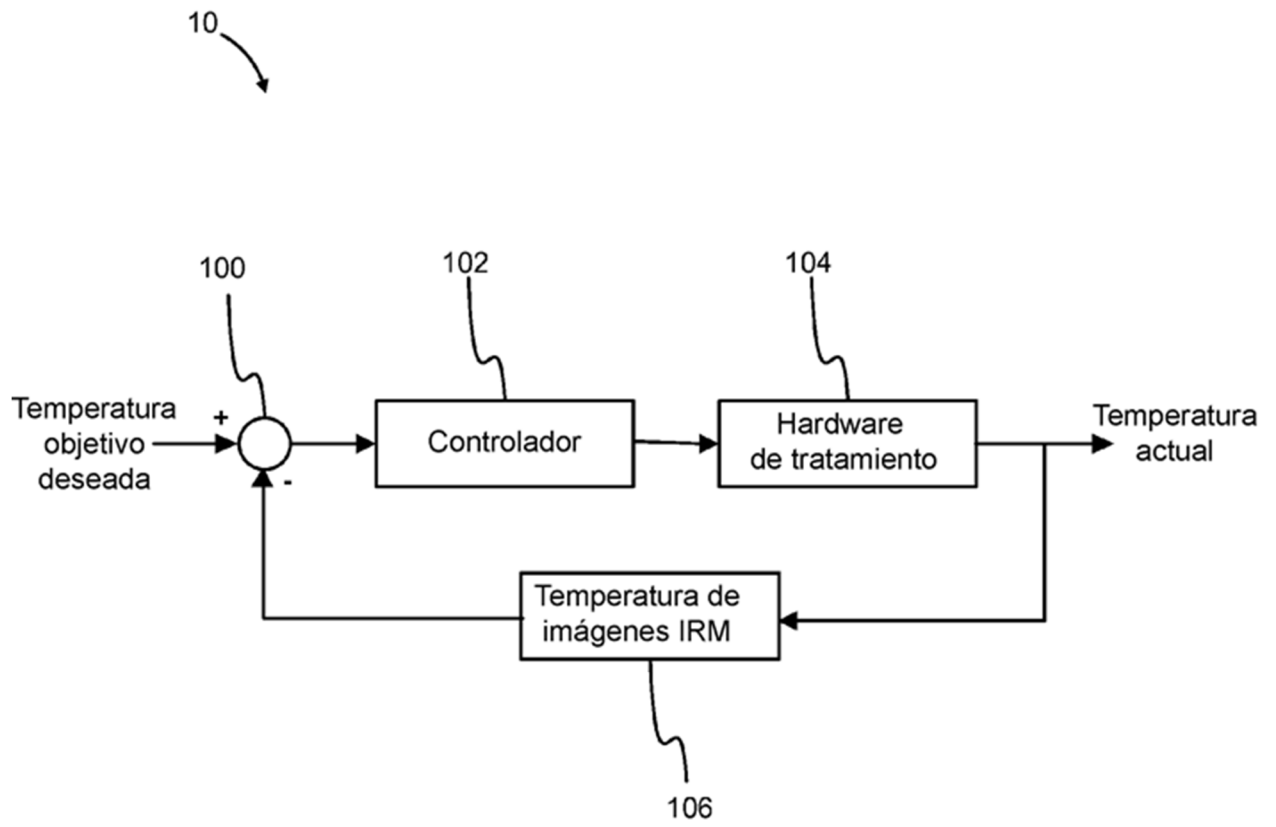 10
100
102
104
Temperatura
objetivo
deseada
+
-
Controlador
Hardware
de tratamiento
Temperatura
actual
Temperatura de
imágenes IRM
106